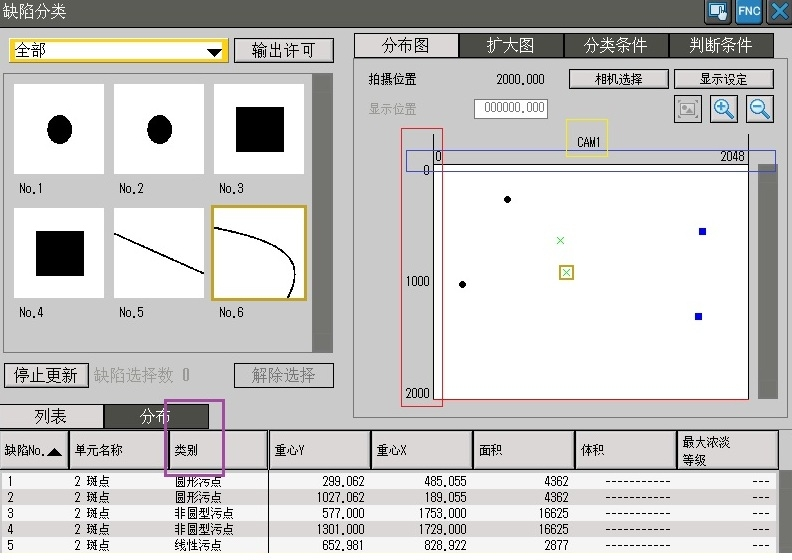 缺陷分类
FNC
全部
输出许可
No.1
No.2
No.3
No.4
No.5
No.6
停止更新
缺陷选择数 0
解除选择
分布图
扩大图
分类条件
判断条件
拍摄位置
2000.000
相机选择
显示设定
显示位置
000000.000
CAM1
0
2048
0
1000
2000
列表
分布
缺陷No.
单元名称
类别
重心Y
重心X
面积
体积
最大浓淡
等级
1 2 斑点 圆形污点 299.062 485.055 4362 ----------- ---
2 2 斑点 圆形污点 1027.062 189.055 4362 ----------- ---
3 2 斑点 非圆型污点 577.000 1753.000 16625 ----------- ---
4 2 斑点 非圆型污点 1301.000 1729.000 16625 ----------- ---
5 2 斑点 线性污点 652.981 828.922 2877 ----------- ---